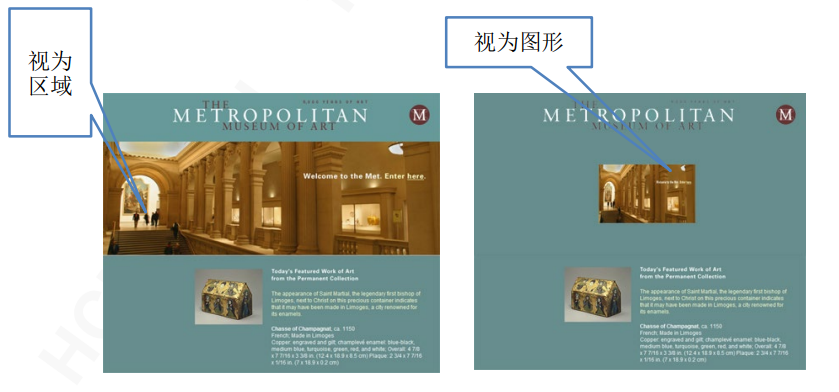 视为
区域
视为图形
5000 YEARS OF ART
THE
METROPOLITAN
MUSEUM OF ART
M
Welcome to the Met. Enter here.
Today's Featured Work of Art
from the Permanent Collection
The appearance of Saint Martial, the legendary first bishop of
Limoges, next to Christ on this precious container indicates
that it may have been made in Limoges, a city renowned for
its enamels.
Chasse of Champagnat, ca. 1150
French; Made in Limoges
Copper: engraved and gilt; champlevé enamel: blue-black,
medium blue, turquoise, green, red, and white; Overall: 4 7/8
x 7 7/16 x 3 3/8 in. (12.4 x 18.9 x 8.5 cm) Plaque: 2 3/4 x 7 7/16
x 1/16 in. (7 x 18.9 x 0.2 cm)
THE
METROPOLITAN
MUSEUM OF ART
M
Today's Featured Work of Art
from the Permanent Collection
The appearance of Saint Martial, the legendary first bishop of
Limoges, next to Christ on this precious container indicates
that it may have been made in Limoges, a city renowned for
its enamels.
Chasse of Champagnat, ca. 1150
French; Made in Limoges
Copper: engraved and gilt; champlevé enamel: blue-black,
medium blue, turquoise, green, red, and white; Overall: 4 7/8
x 7 7/16 x 3 3/8 in. (12.4 x 18.9 x 8.5 cm) Plaque: 2 3/4 x 7 7/16
x 1/16 in. (7 x 18.9 x 0.2 cm)